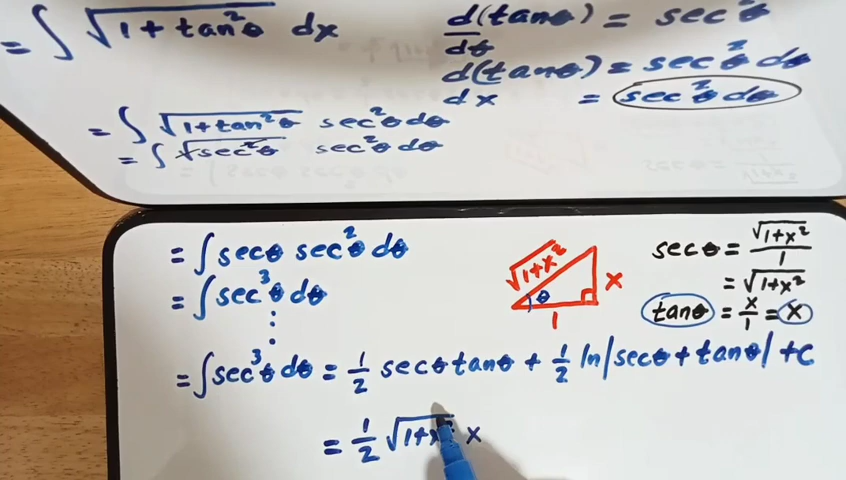 = ∫ √(1 + tan²θ) dx
d(tanθ)/dθ = sec²θ
d(tanθ) = sec²θ dθ
dx = sec²θ dθ
= ∫ √(1+tan²θ) sec²θ dθ
= ∫ √(sec²θ) sec²θ dθ
= ∫ secθ sec²θ dθ
= ∫ sec³θ dθ
⋮
= ∫ sec³θ dθ = 1/2 secθ tanθ + 1/2 ln|secθ + tanθ| + C
= 1/2 √(1+x²) x
√(1+x²)
θ
x
1
secθ = √(1+x²)/1
= √(1+x²)
tanθ = x/1 = x